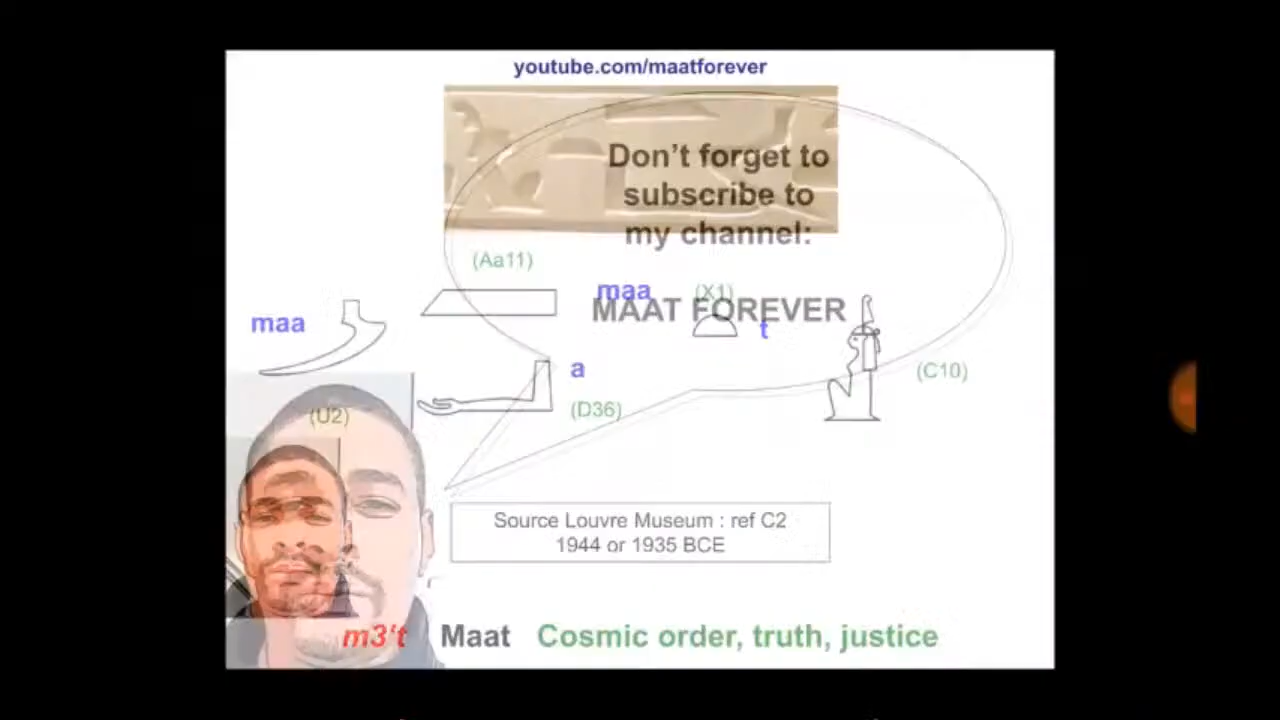 youtube.com/maatforever
Don't forget to
subscribe to
my channel:
(Aa11)
maa
(X1)
MAAT FOREVER
maa
t
a
(C10)
(U2)
(D36)
Source Louvre Museum : ref C2
1944 or 1935 BCE
m3't Maat Cosmic order, truth, justice